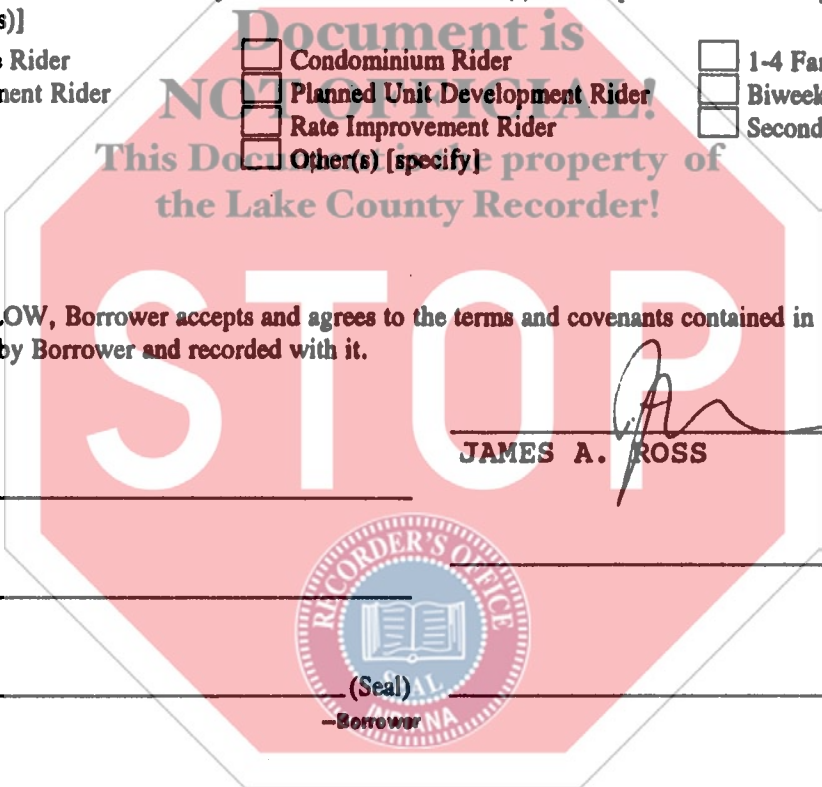 s)]
Document is
Rider
Condominium Rider
1-4 Fa
nent Rider
NOT OFFICIAL!
Planned Unit Development Rider
Biweek
Rate Improvement Rider
Second
This Document is the property of
Other(s) [specify]
the Lake County Recorder!
STOP
OW, Borrower accepts and agrees to the terms and covenants contained in
by Borrower and recorded with it.
JAMES A. ROSS
RECORDER'S OFFICE
SEAL
INDIANA
(Seal)
-Borrower